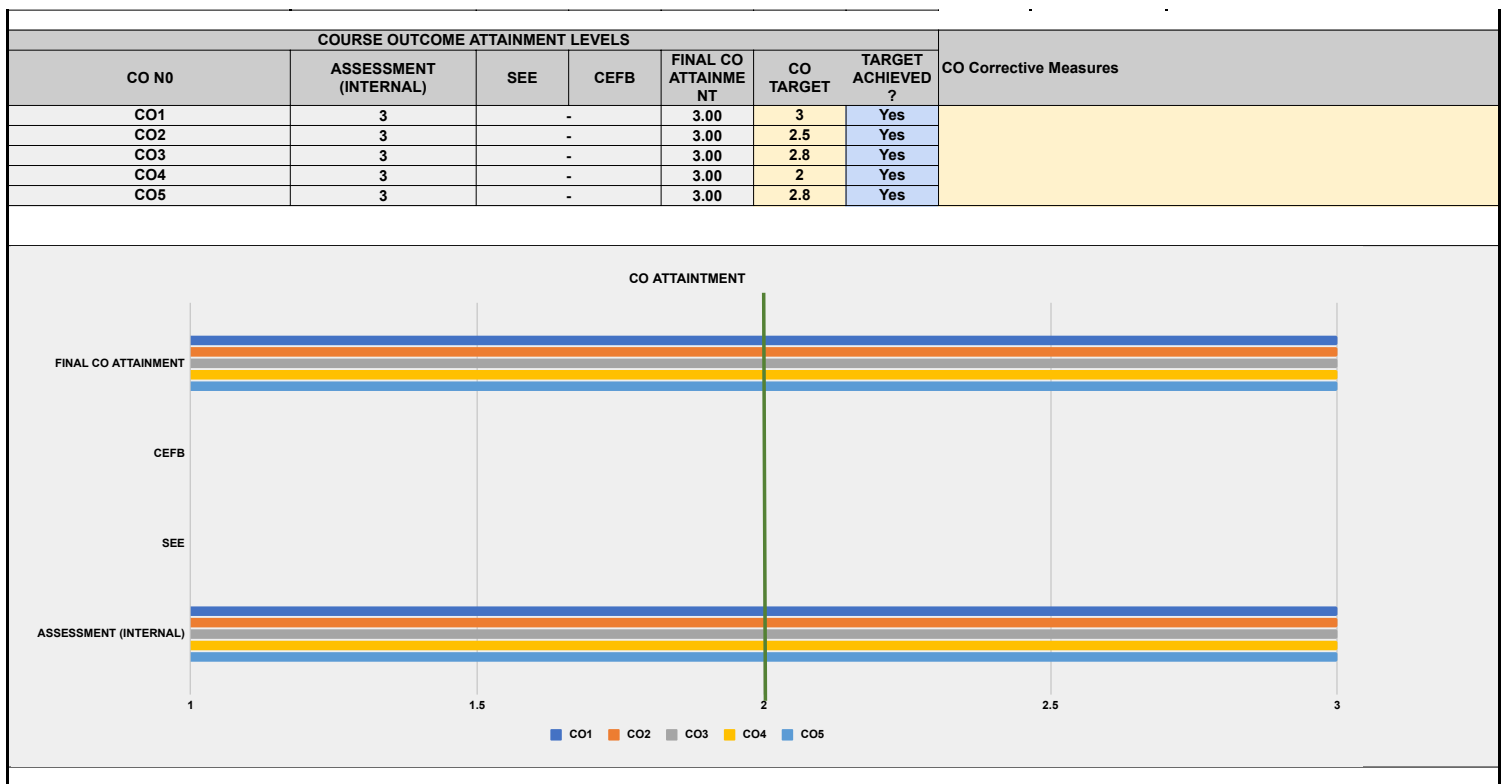 COURSE OUTCOME ATTAINMENT LEVELS
CO N0 ASSESSMENT (INTERNAL) SEE CEFB FINAL CO ATTAINME NT CO TARGET TARGET ACHIEVED ? CO Corrective Measures
CO1 3 - 3.00 3 Yes
CO2 3 - 3.00 2.5 Yes
CO3 3 - 3.00 2.8 Yes
CO4 3 - 3.00 2 Yes
CO5 3 - 3.00 2.8 Yes
CO ATTAINTMENT
FINAL CO ATTAINMENT
CEFB
SEE
ASSESSMENT (INTERNAL)
1 1.5 2 2.5 3
CO1 CO2 CO3 CO4 CO5